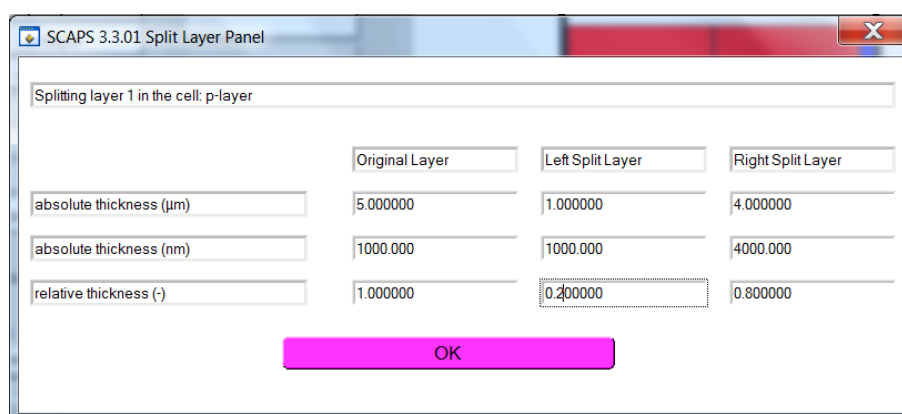 SCAPS 3.3.01 Split Layer Panel
Splitting layer 1 in the cell: p-layer
Original Layer Left Split Layer Right Split Layer
absolute thickness (µm) 5.000000 1.000000 4.000000
absolute thickness (nm) 1000.000 1000.000 4000.000
relative thickness (-) 1.000000 0.200000 0.800000
OK